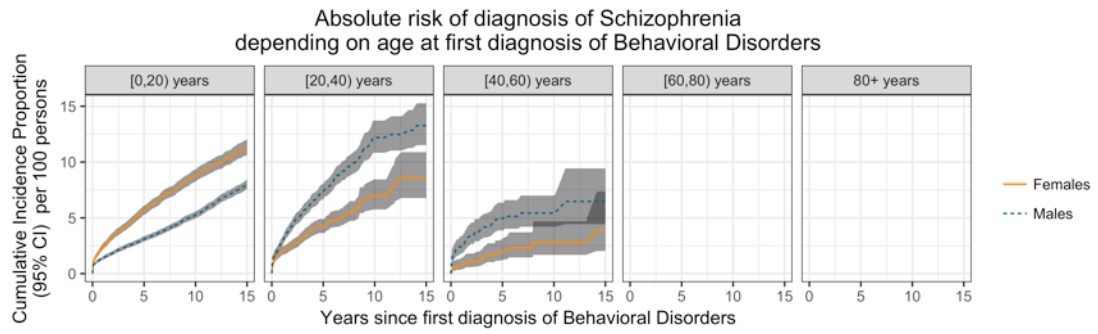 Absolute risk of diagnosis of Schizophrenia
depending on age at first diagnosis of Behavioral Disorders
Cumulative Incidence Proportion
(95% CI) per 100 persons
[0,20) years
[20,40) years
[40,60) years
[60,80) years
80+ years
15
10
5
0
0 5 10 15
0 5 10 15
0 5 10 15
0 5 10 15
0 5 10 15
Years since first diagnosis of Behavioral Disorders
Females
Males